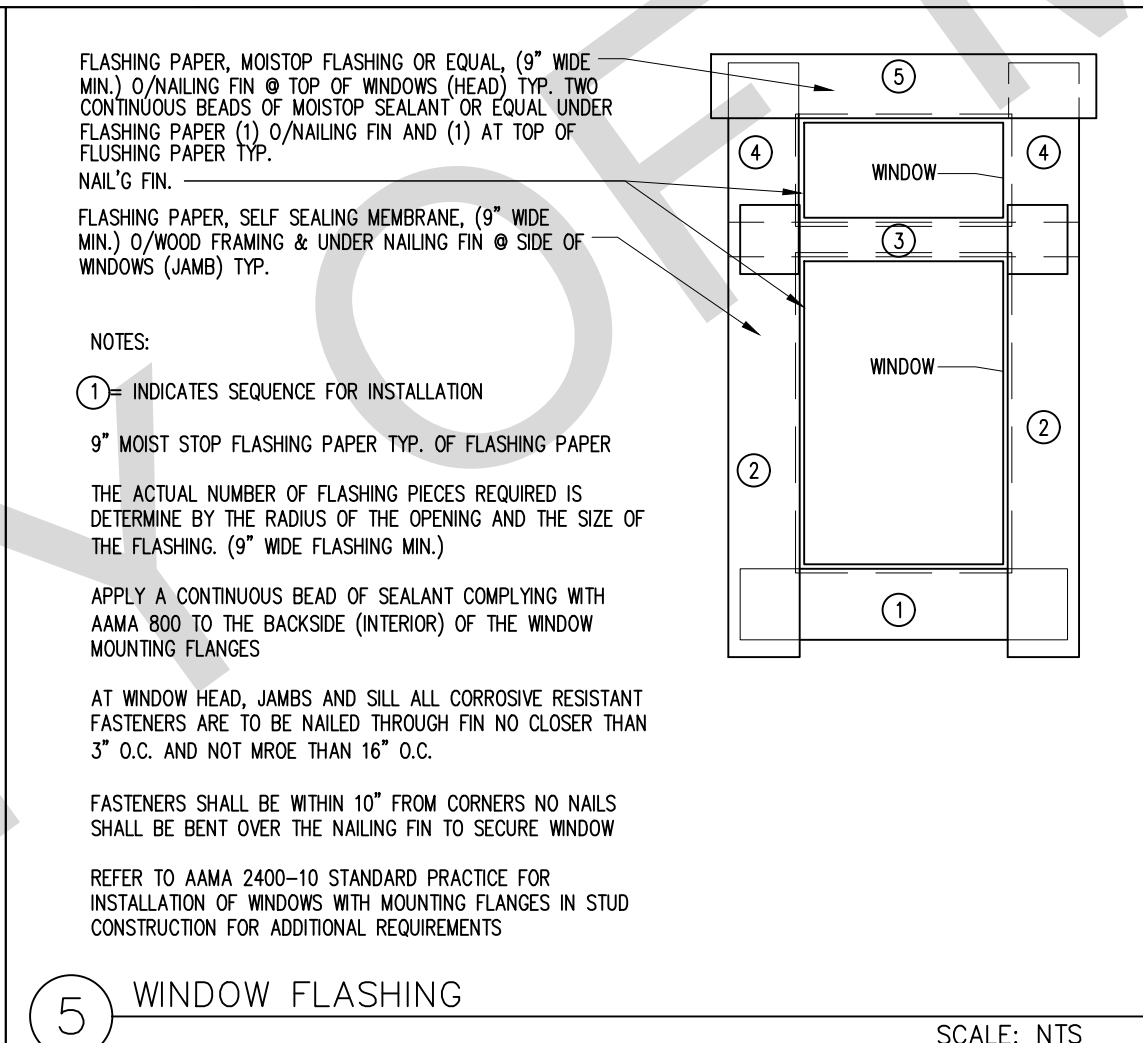 FLASHING PAPER, MOISTOP FLASHING OR EQUAL, (9" WIDE
MIN.) O/NAILING FIN @ TOP OF WINDOWS (HEAD) TYP. TWO
CONTINUOUS BEADS OF MOISTOP SEALANT OR EQUAL UNDER
FLASHING PAPER (1) O/NAILING FIN AND (1) AT TOP OF
FLUSHING PAPER TYP.
NAIL'G FIN.
FLASHING PAPER, SELF SEALING MEMBRANE, (9" WIDE
MIN.) O/WOOD FRAMING & UNDER NAILING FIN @ SIDE OF
WINDOWS (JAMB) TYP.
NOTES:
1 = INDICATES SEQUENCE FOR INSTALLATION
9" MOIST STOP FLASHING PAPER TYP. OF FLASHING PAPER
THE ACTUAL NUMBER OF FLASHING PIECES REQUIRED IS
DETERMINE BY THE RADIUS OF THE OPENING AND THE SIZE OF
THE FLASHING. (9" WIDE FLASHING MIN.)
APPLY A CONTINUOUS BEAD OF SEALANT COMPLYING WITH
AAMA 800 TO THE BACKSIDE (INTERIOR) OF THE WINDOW
MOUNTING FLANGES
AT WINDOW HEAD, JAMBS AND SILL ALL CORROSIVE RESISTANT
FASTENERS ARE TO BE NAILED THROUGH FIN NO CLOSER THAN
3" O.C. AND NOT MROE THAN 16" O.C.
FASTENERS SHALL BE WITHIN 10" FROM CORNERS NO NAILS
SHALL BE BENT OVER THE NAILING FIN TO SECURE WINDOW
REFER TO AAMA 2400-10 STANDARD PRACTICE FOR
INSTALLATION OF WINDOWS WITH MOUNTING FLANGES IN STUD
CONSTRUCTION FOR ADDITIONAL REQUIREMENTS
5
4
WINDOW
4
3
WINDOW
2
2
1
5 WINDOW FLASHING
SCALE: NTS
Y OF